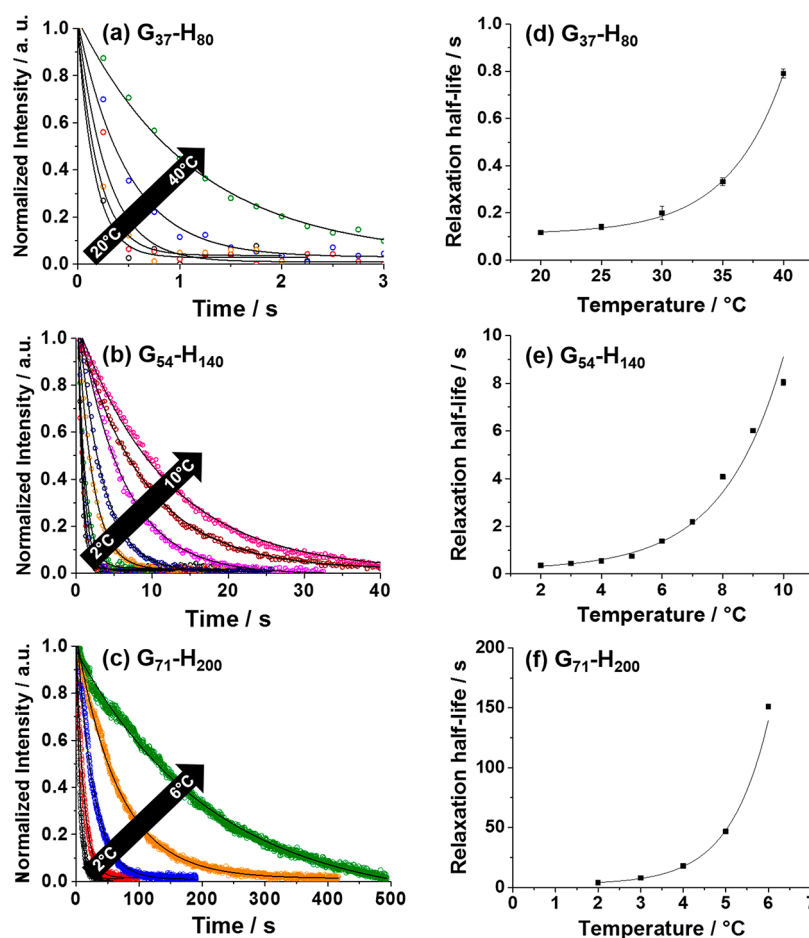 (a) G37-H80
Normalized Intensity / a. u.
1.0
0.8
0.6
0.4
0.2
0.0
20°C
40°C
0
1
2
3
Time / s
(d) G37-H80
Relaxation half-life / s
1.0
0.8
0.6
0.4
0.2
0.0
20
25
30
35
40
Temperature / °C
(b) G54-H140
Normalized Intensity / a.u.
1.0
0.8
0.6
0.4
0.2
0.0
2°C
10°C
0
10
20
30
40
Time / s
(e) G54-H140
Relaxation half-life / s
10
8
6
4
2
0
2
4
6
8
10
Temperature / °C
(c) G71-H200
Normalized Intensity / a.u.
1.0
0.8
0.6
0.4
0.2
0.0
2°C
6°C
0
100
200
300
400
500
Time / s
(f) G71-H200
Relaxation half-life / s
200
150
100
50
0
0
1
2
3
4
5
6
7
Temperature / °C